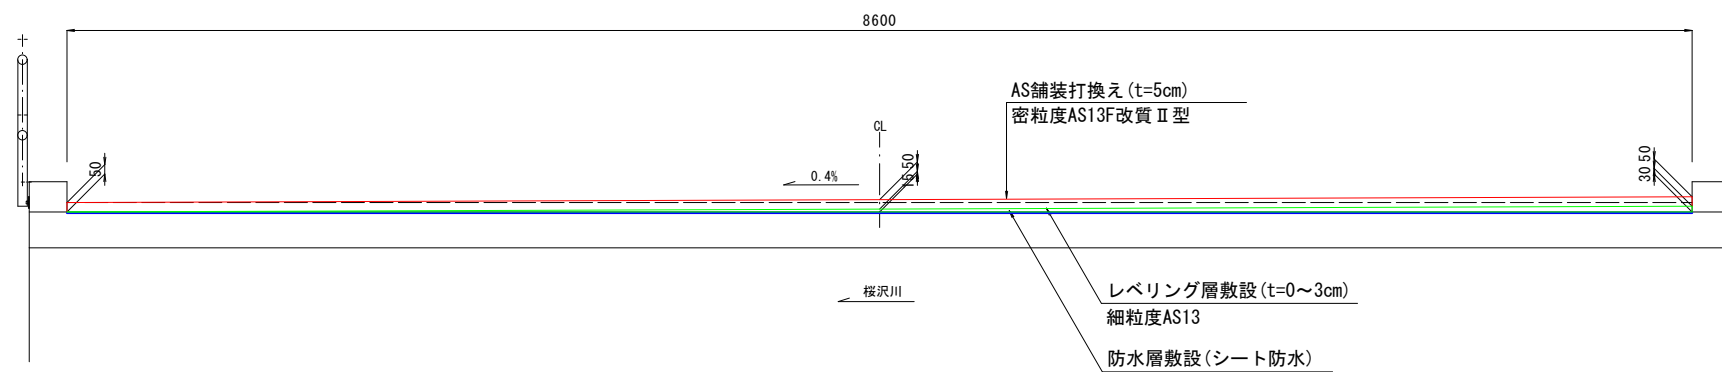 8600
AS舗装打換え(t=5cm)
密粒度AS13F改質Ⅱ型
CL
50
0.4%
15 50
30 50
桜沢川
レベリング層敷設(t=0～3cm)
細粒度AS13
防水層敷設(シート防水)